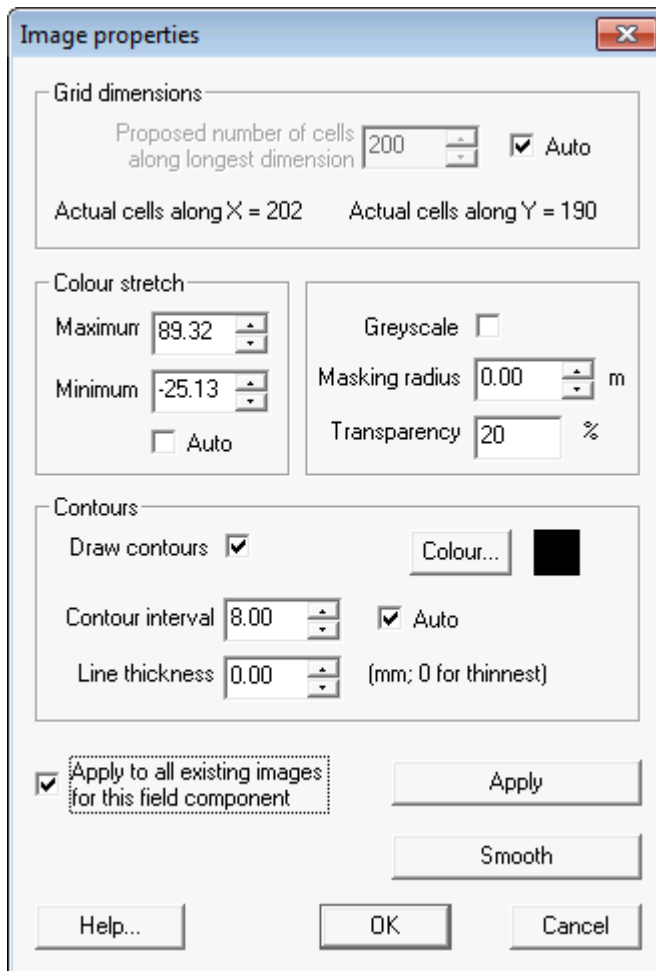 Image properties
Grid dimensions
Proposed number of cells
along longest dimension 200 Auto
Actual cells along X = 202 Actual cells along Y = 190
Colour stretch
Maximum 89.32
Minimum -25.13
Auto
Greyscale
Masking radius 0.00 m
Transparency 20 %
Contours
Draw contours Colour...
Contour interval 8.00 Auto
Line thickness 0.00 (mm; 0 for thinnest)
Apply to all existing images
for this field component
Apply
Smooth
Help... OK Cancel